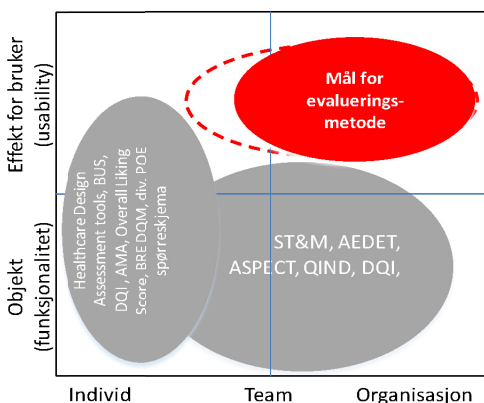 Effekt for bruker
(usability)
Mål for
evaluerings-
metode
Healthcare Design
Assessment tools, BUS,
DQI, AMA, Overall Liking
Score, BRE DQM, div. POE
spørreskjema
Objekt
(funksjonalitet)
ST&M, AEDET,
ASPECT, QIND, DQI,
Individ
Team
Organisasjon